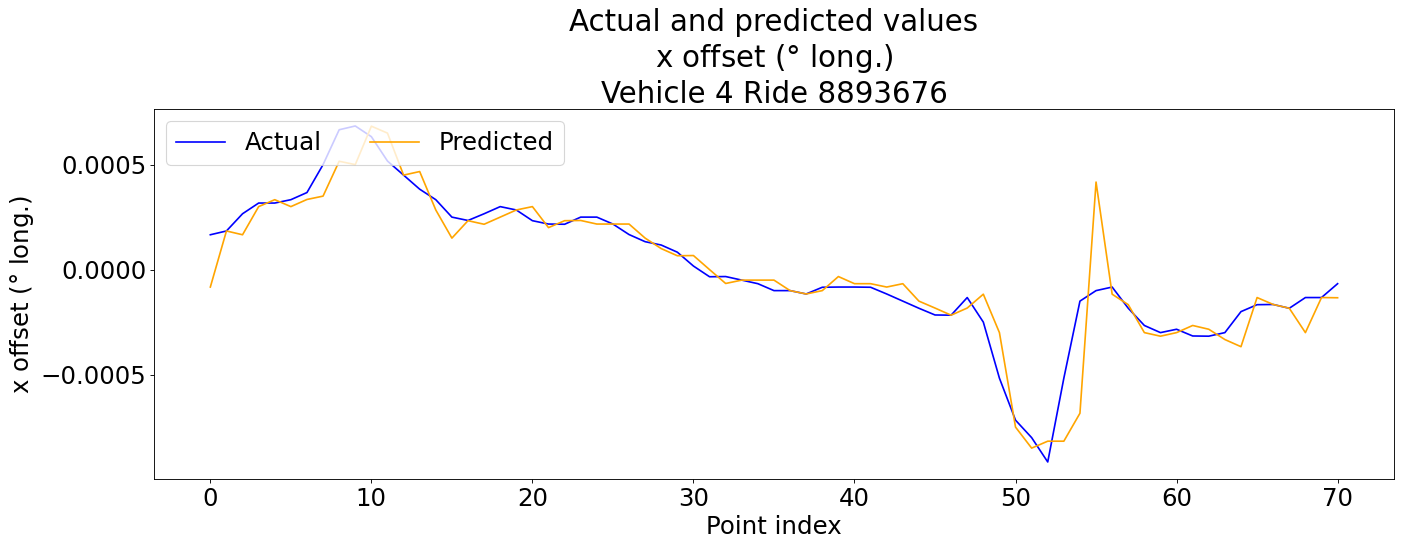 Actual and predicted values
x offset (° long.)
Vehicle 4 Ride 8893676
Actual Predicted
x offset (° long.)
0.0005
0.0000
−0.0005
0 10 20 30 40 50 60 70
Point index